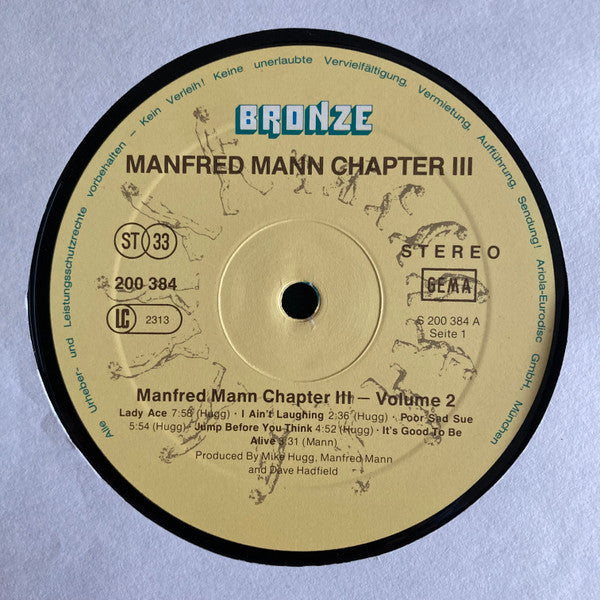 Alle Urheber- und Leistungsschutzrechte vorbehalten – Kein Verleih! Keine unerlaubte Vervielfältigung, Vermietung, Aufführung, Sendung! Ariola-Eurodisc GmbH, München
BRONZE
MANFRED MANN CHAPTER III
ST 33
STEREO
200 384
GEMA
LC 2313
S 200 384 A
Seite 1
Manfred Mann Chapter III – Volume 2
Lady Ace 7:58 (Hugg) · I Ain't Laughing 2:36 (Hugg) · Poor Sad Sue
5:54 (Hugg) · Jump Before You Think 4:52 (Hugg) · It's Good To Be
Alive 3:31 (Mann)
Produced By Mike Hugg, Manfred Mann
and Dave Hadfield